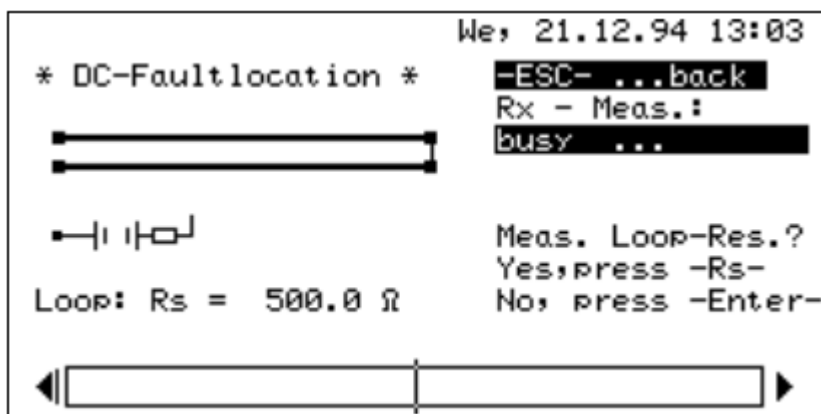 We, 21.12.94 13:03
* DC-Faultlocation *
-ESC- ...back
Rx - Meas.:
busy ...
Meas. Loop-Res.?
Yes,press -Rs-
No, press -Enter-
Loop: Rs = 500.0 Ω